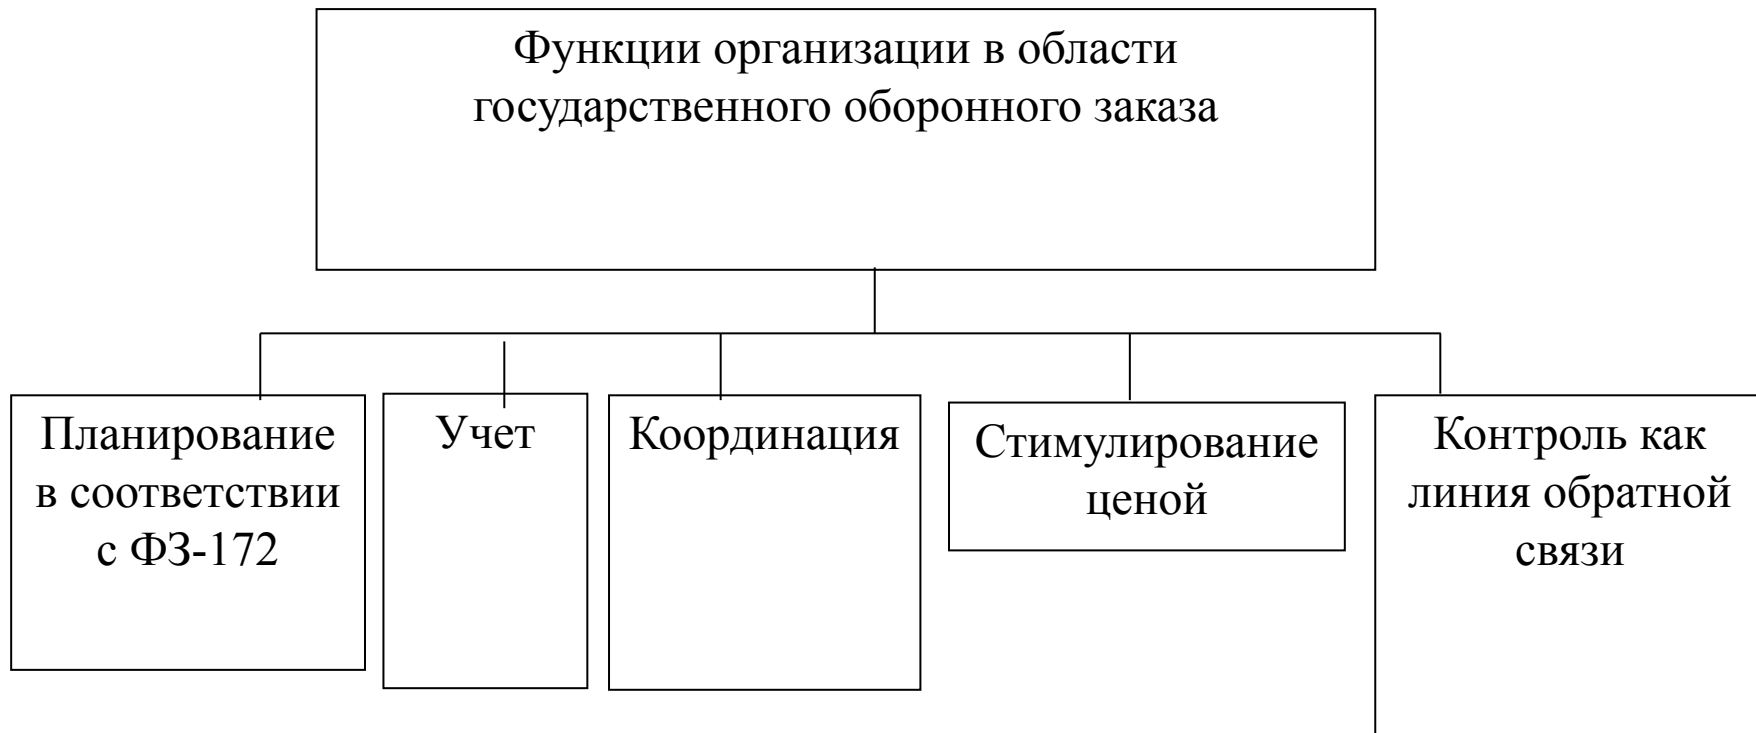 Функции организации в области
государственного оборонного заказа
Планирование
в соответствии
с ФЗ-172
Учет
Координация
Стимулирование
ценой
Контроль как
линия обратной
связи